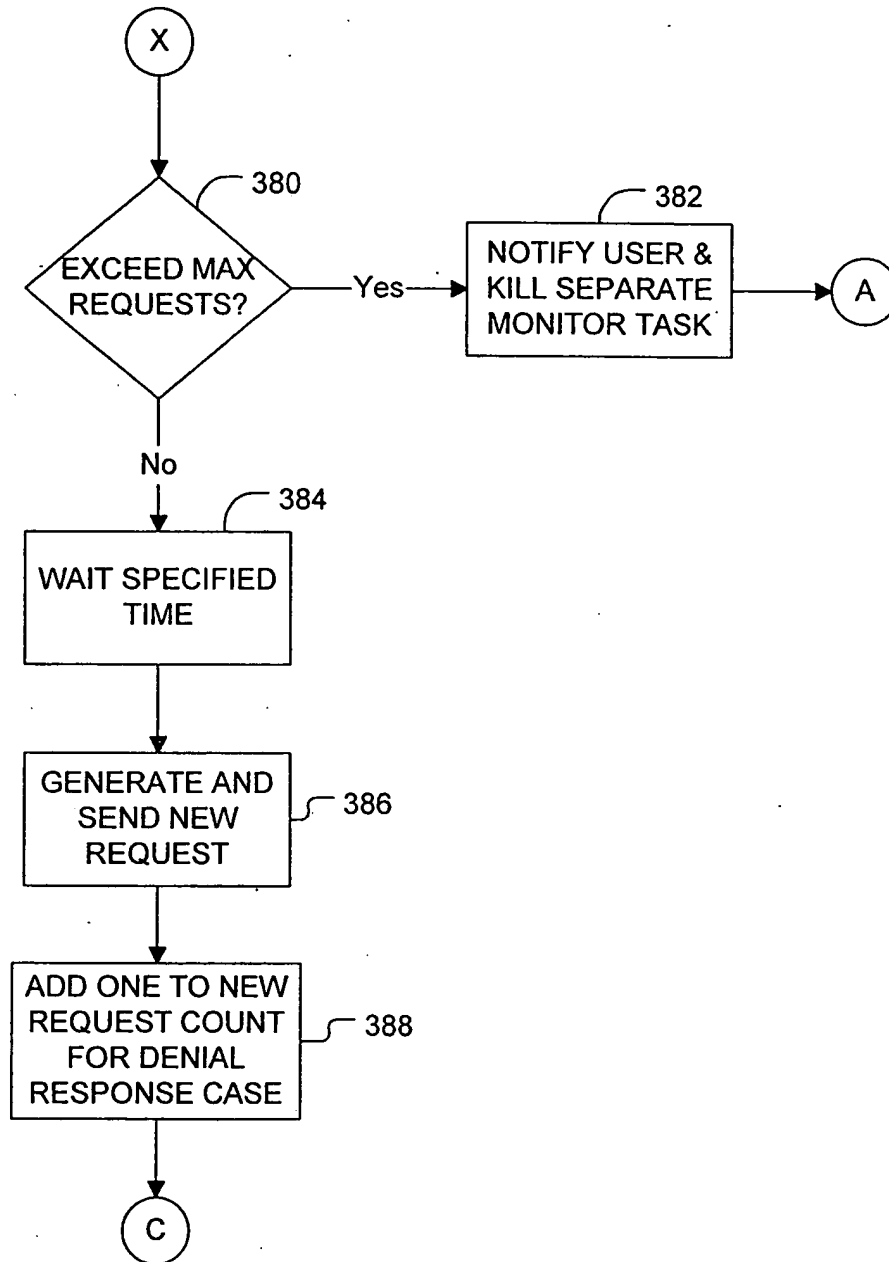 X
380
EXCEED MAX
REQUESTS?
Yes
382
NOTIFY USER &
KILL SEPARATE
MONITOR TASK
A
No
384
WAIT SPECIFIED
TIME
GENERATE AND
SEND NEW
REQUEST
386
ADD ONE TO NEW
REQUEST COUNT
FOR DENIAL
RESPONSE CASE
388
C